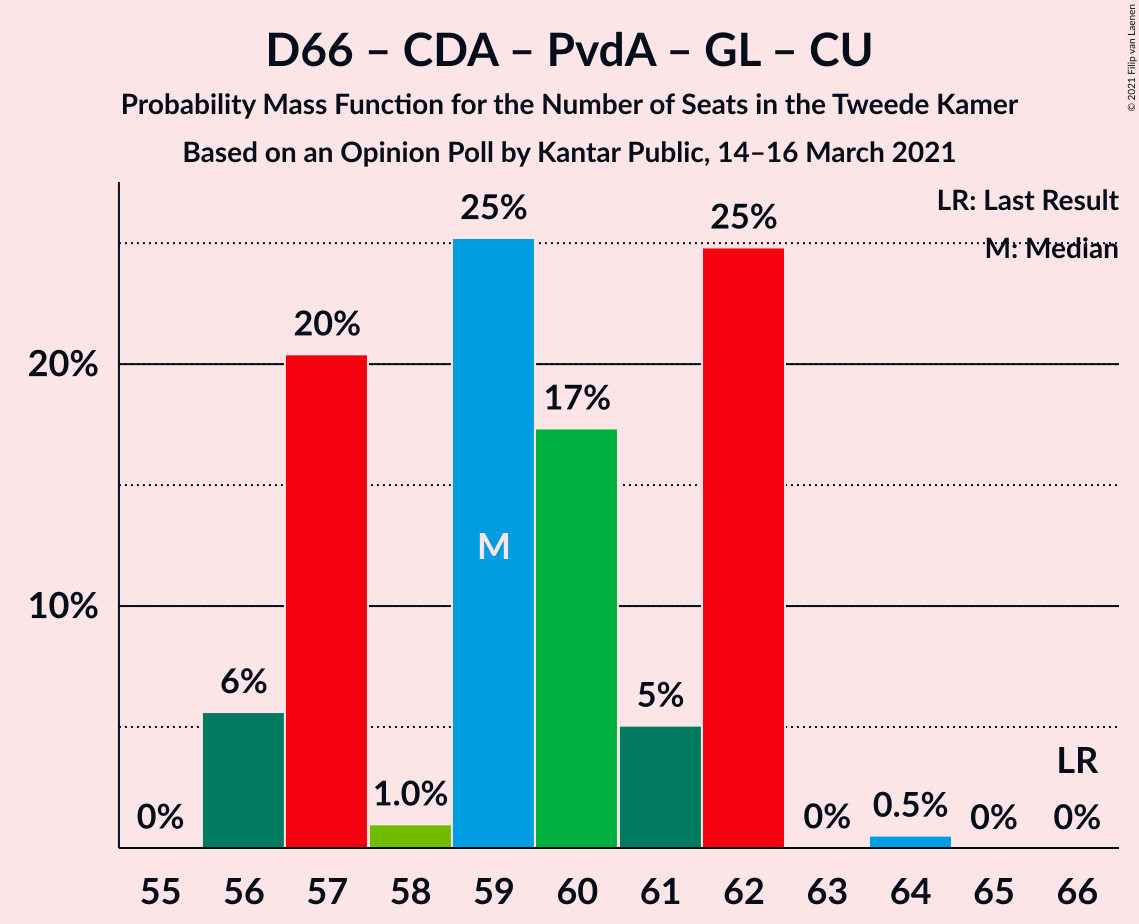 D66 – CDA – PvdA – GL – CU
Probability Mass Function for the Number of Seats in the Tweede Kamer
Based on an Opinion Poll by Kantar Public, 14–16 March 2021
© 2021 Filip van Laenen
LR: Last Result
M: Median
25%
25%
20%
20%
17%
M
10%
6%
5%
LR
1.0%
0%
0%
0.5%
0%
0%
55 56 57 58 59 60 61 62 63 64 65 66